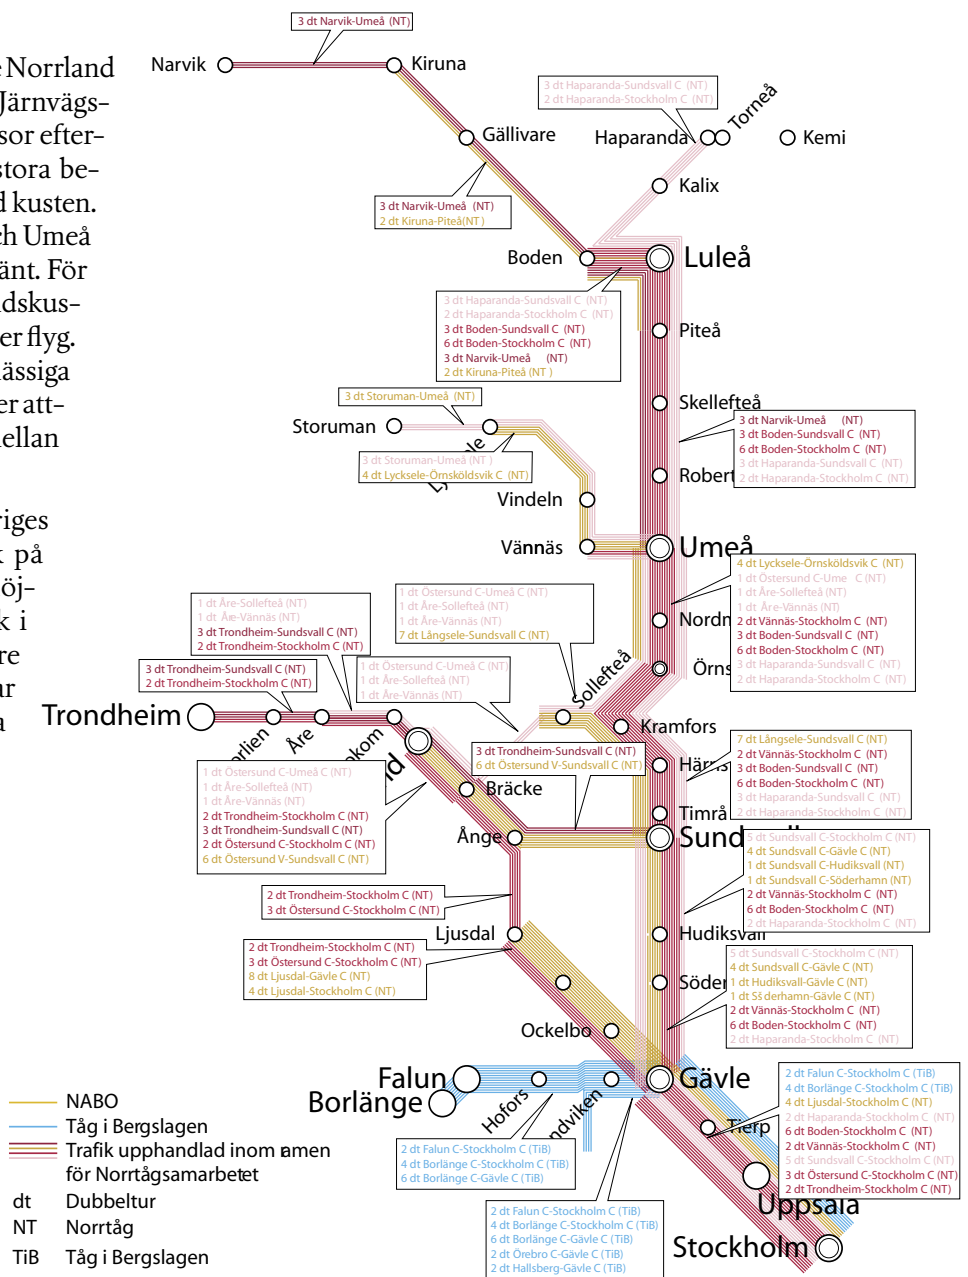 Norrland
Järnvägs-
sor efter-
stora be-
d kusten.
ch Umeå
änt. För
ndskus-
er flyg.
lässiga
er att-
nellan
riges
k på
öj-
k i
re
ar
a
3 dt Narvik-Umeå (NT)
Narvik
Kiruna
3 dt Haparanda-Sundsvall C (NT)
2 dt Haparanda-Stockholm C (NT)
Gällivare
Haparanda
Torneå
Kemi
Kalix
3 dt Narvik-Umeå (NT)
2 dt Kiruna-Piteå(NT)
Boden
Luleå
3 dt Haparanda-Sundsvall C (NT)
2 dt Haparanda-Stockholm C (NT)
3 dt Boden-Sundsvall C (NT)
6 dt Boden-Stockholm C (NT)
3 dt Narvik-Umeå (NT)
2 dt Kiruna-Piteå (NT)
Piteå
3 dt Storuman-Umeå (NT)
Skellefteå
Storuman
3 dt Narvik-Umeå (NT)
3 dt Boden-Sundsvall C (NT)
6 dt Boden-Stockholm C (NT)
3 dt Haparanda-Sundsvall C (NT)
2 dt Haparanda-Stockholm C (NT)
3 dt Storuman-Umeå (NT)
4 dt Lycksele-Örnsköldsvik C (NT)
Robert
Vindeln
Vännäs
Umeå
4 dt Lycksele-Örnsköldsvik C (NT)
1 dt Östersund C-Ume C (NT)
1 dt Åre-Sollefteå (NT)
1 dt Åre-Vännäs (NT)
2 dt Vännäs-Stockholm C (NT)
3 dt Boden-Sundsvall C (NT)
6 dt Boden-Stockholm C (NT)
3 dt Haparanda-Sundsvall C (NT)
2 dt Haparanda-Stockholm C (NT)
Nordm
Örns
1 dt Östersund C-Umeå C (NT)
1 dt Åre-Sollefteå (NT)
1 dt Åre-Vännäs (NT)
7 dt Långsele-Sundsvall C (NT)
1 dt Åre-Sollefteå (NT)
1 dt Åre-Vännäs (NT)
3 dt Trondheim-Sundsvall C (NT)
2 dt Trondheim-Stockholm C (NT)
1 dt Östersund C-Umeå C (NT)
1 dt Åre-Sollefteå (NT)
1 dt Åre-Vännäs (NT)
3 dt Trondheim-Sundsvall C (NT)
2 dt Trondheim-Stockholm C (NT)
Sollefteå
Trondheim
orlien
Åre
ekom
nd
Kramfors
3 dt Trondheim-Sundsvall C (NT)
6 dt Östersund V-Sundsvall C (NT)
7 dt Långsele-Sundsvall C (NT)
2 dt Vännäs-Stockholm C (NT)
3 dt Boden-Sundsvall C (NT)
6 dt Boden-Stockholm C (NT)
3 dt Haparanda-Sundsvall C (NT)
2 dt Haparanda-Stockholm C (NT)
Härn
1 dt Östersund C-Umeå C (NT)
1 dt Åre-Sollefteå (NT)
1 dt Åre-Vännäs (NT)
2 dt Trondheim-Stockholm C (NT)
3 dt Trondheim-Sundsvall C (NT)
2 dt Östersund C-Stockholm C (NT)
6 dt Östersund V-Sundsvall C (NT)
Bräcke
Timrå
Ånge
Sundsvall
5 dt Sundsvall C-Stockholm C (NT)
4 dt Sundsvall C-Gävle C (NT)
1 dt Sundsvall C-Hudiksvall (NT)
1 dt Sundsvall C-Söderhamn (NT)
2 dt Vännäs-Stockholm C (NT)
6 dt Boden-Stockholm C (NT)
2 dt Haparanda-Stockholm C (NT)
2 dt Trondheim-Stockholm C (NT)
3 dt Östersund C-Stockholm C (NT)
Ljusdal
Hudiksvall
2 dt Trondheim-Stockholm C (NT)
3 dt Östersund C-Stockholm C (NT)
8 dt Ljusdal-Gävle C (NT)
4 dt Ljusdal-Stockholm C (NT)
5 dt Sundsvall C-Stockholm C (NT)
4 dt Sundsvall C-Gävle C (NT)
1 dt Hudiksvall-Gävle C (NT)
1 dt Söderhamn-Gävle C (NT)
2 dt Vännäs-Stockholm C (NT)
6 dt Boden-Stockholm C (NT)
2 dt Haparanda-Stockholm C (NT)
Söder
Ockelbo
Falun
Borlänge
Hofors
ndviken
Gävle
2 dt Falun C-Stockholm C (TiB)
4 dt Borlänge C-Stockholm C (TiB)
4 dt Ljusdal-Stockholm C (NT)
2 dt Haparanda-Stockholm C (NT)
6 dt Boden-Stockholm C (NT)
2 dt Vännäs-Stockholm C (NT)
5 dt Sundsvall C-Stockholm C (NT)
3 dt Östersund C-Stockholm C (NT)
2 dt Trondheim-Stockholm C (NT)
Tierp
2 dt Falun C-Stockholm C (TiB)
4 dt Borlänge C-Stockholm C (TiB)
6 dt Borlänge C-Gävle C (TiB)
2 dt Falun C-Stockholm C (TiB)
4 dt Borlänge C-Stockholm C (TiB)
6 dt Borlänge C-Gävle C (TiB)
2 dt Örebro C-Gävle C (TiB)
2 dt Hallsberg-Gävle C (TiB)
Uppsala
Stockholm
NABO
Tåg i Bergslagen
Trafik upphandlad inom ramen
för Norrtågsamarbetet
dt Dubbeltur
NT Norrtåg
TiB Tåg i Bergslagen